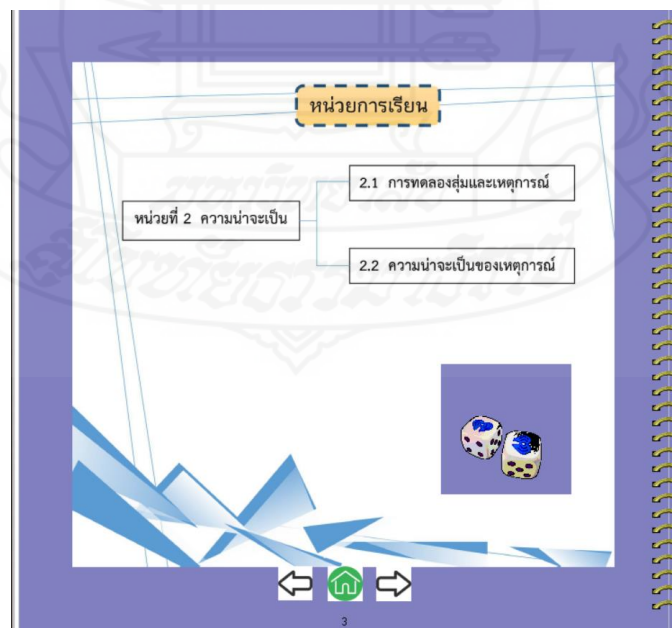 หน่วยการเรียน
2.1 การทดลองสุ่มและเหตุการณ์
หน่วยที่ 2 ความน่าจะเป็น
2.2 ความน่าจะเป็นของเหตุการณ์
3